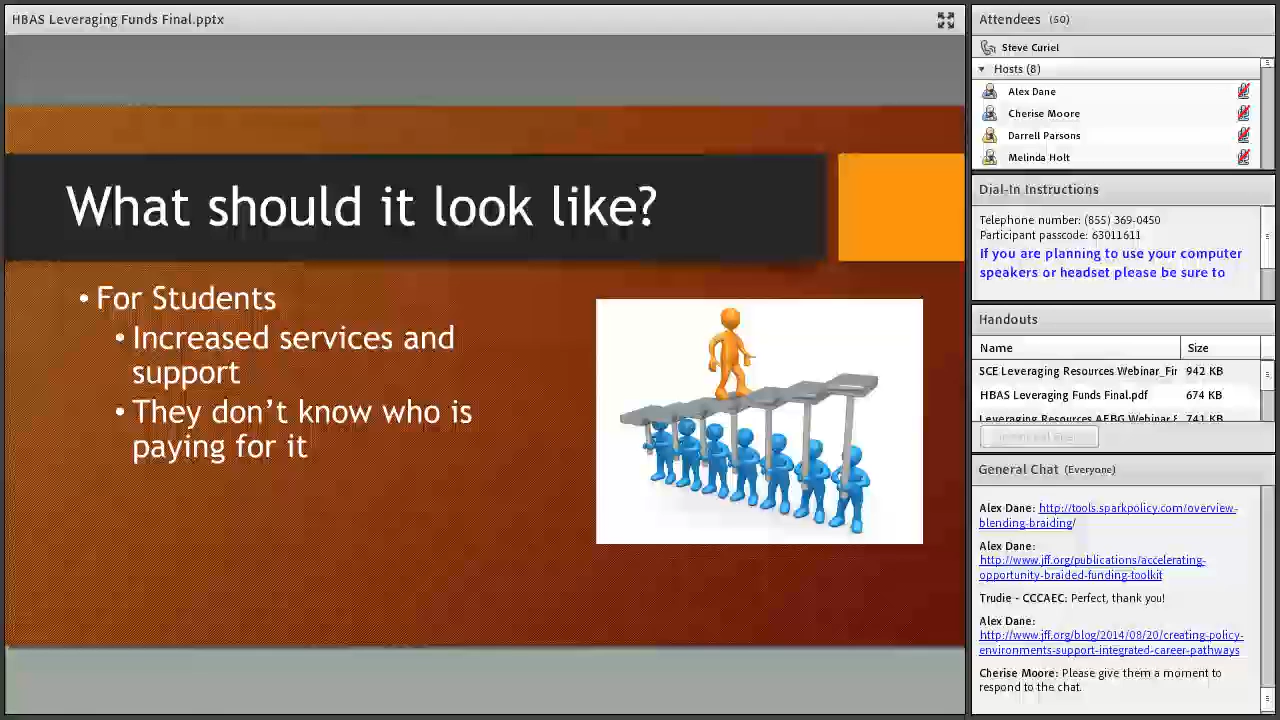 HBAS Leveraging Funds Final.pptx
What should it look like?
• For Students
• Increased services and
support
• They don’t know who is
paying for it
Attendees (50)
Steve Curiel
Hosts (8)
Alex Dane
Cherise Moore
Darrell Parsons
Melinda Holt
Dial-In Instructions
Telephone number: (855) 369-0450
Participant passcode: 63011611
If you are planning to use your computer
speakers or headset please be sure to
Handouts
Name Size
SCE Leveraging Resources Webinar_Fir 942 KB
HBAS Leveraging Funds Final.pdf 674 KB
Leveraging Resources AEBG Webinar 741 KB
General Chat (Everyone)
Alex Dane: http://tools.sparkpolicy.com/overview-
blending-braiding/
Alex Dane:
http://www.jff.org/publications/accelerating-
opportunity-braided-funding-toolkit
Trudie - CCCAEC: Perfect, thank you!
Alex Dane:
http://www.jff.org/blog/2014/08/20/creating-policy-
environments-support-integrated-career-pathways
Cherise Moore: Please give them a moment to
respond to the chat.